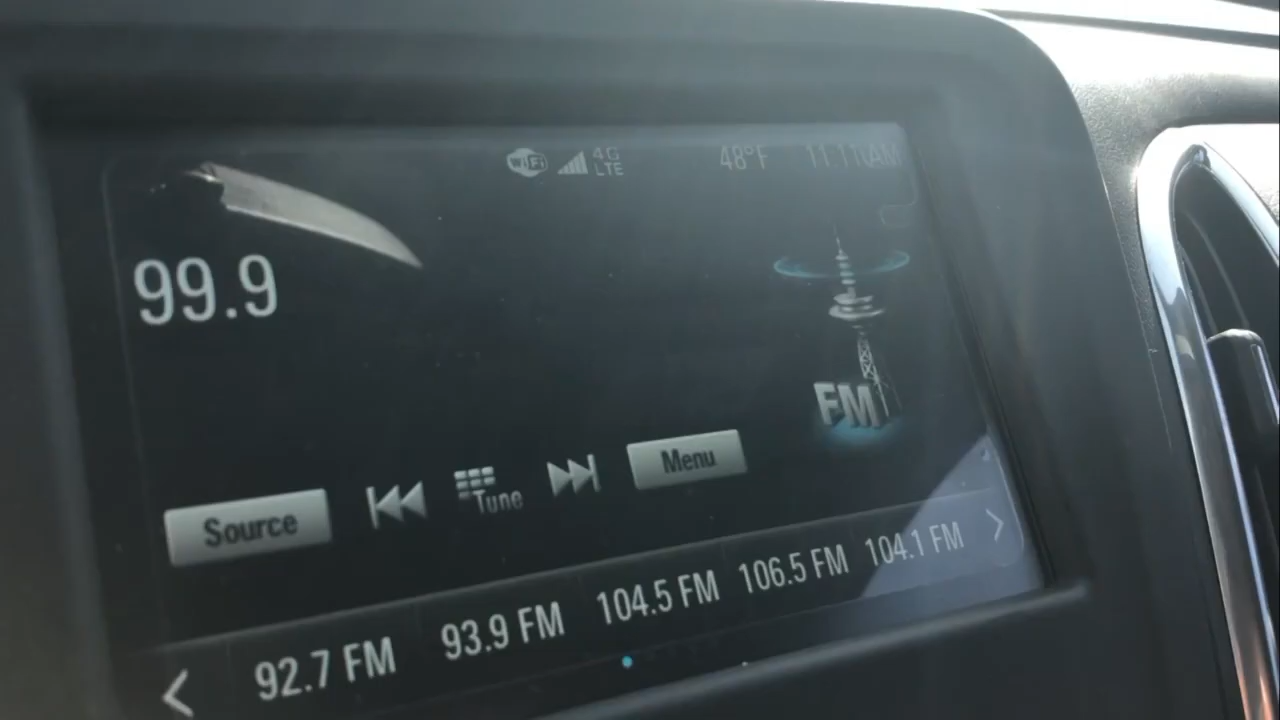 WiFi 4G LTE 48°F 11:11AM
99.9
FM
Source Tune Menu
92.7 FM 93.9 FM 104.5 FM 106.5 FM 104.1 FM